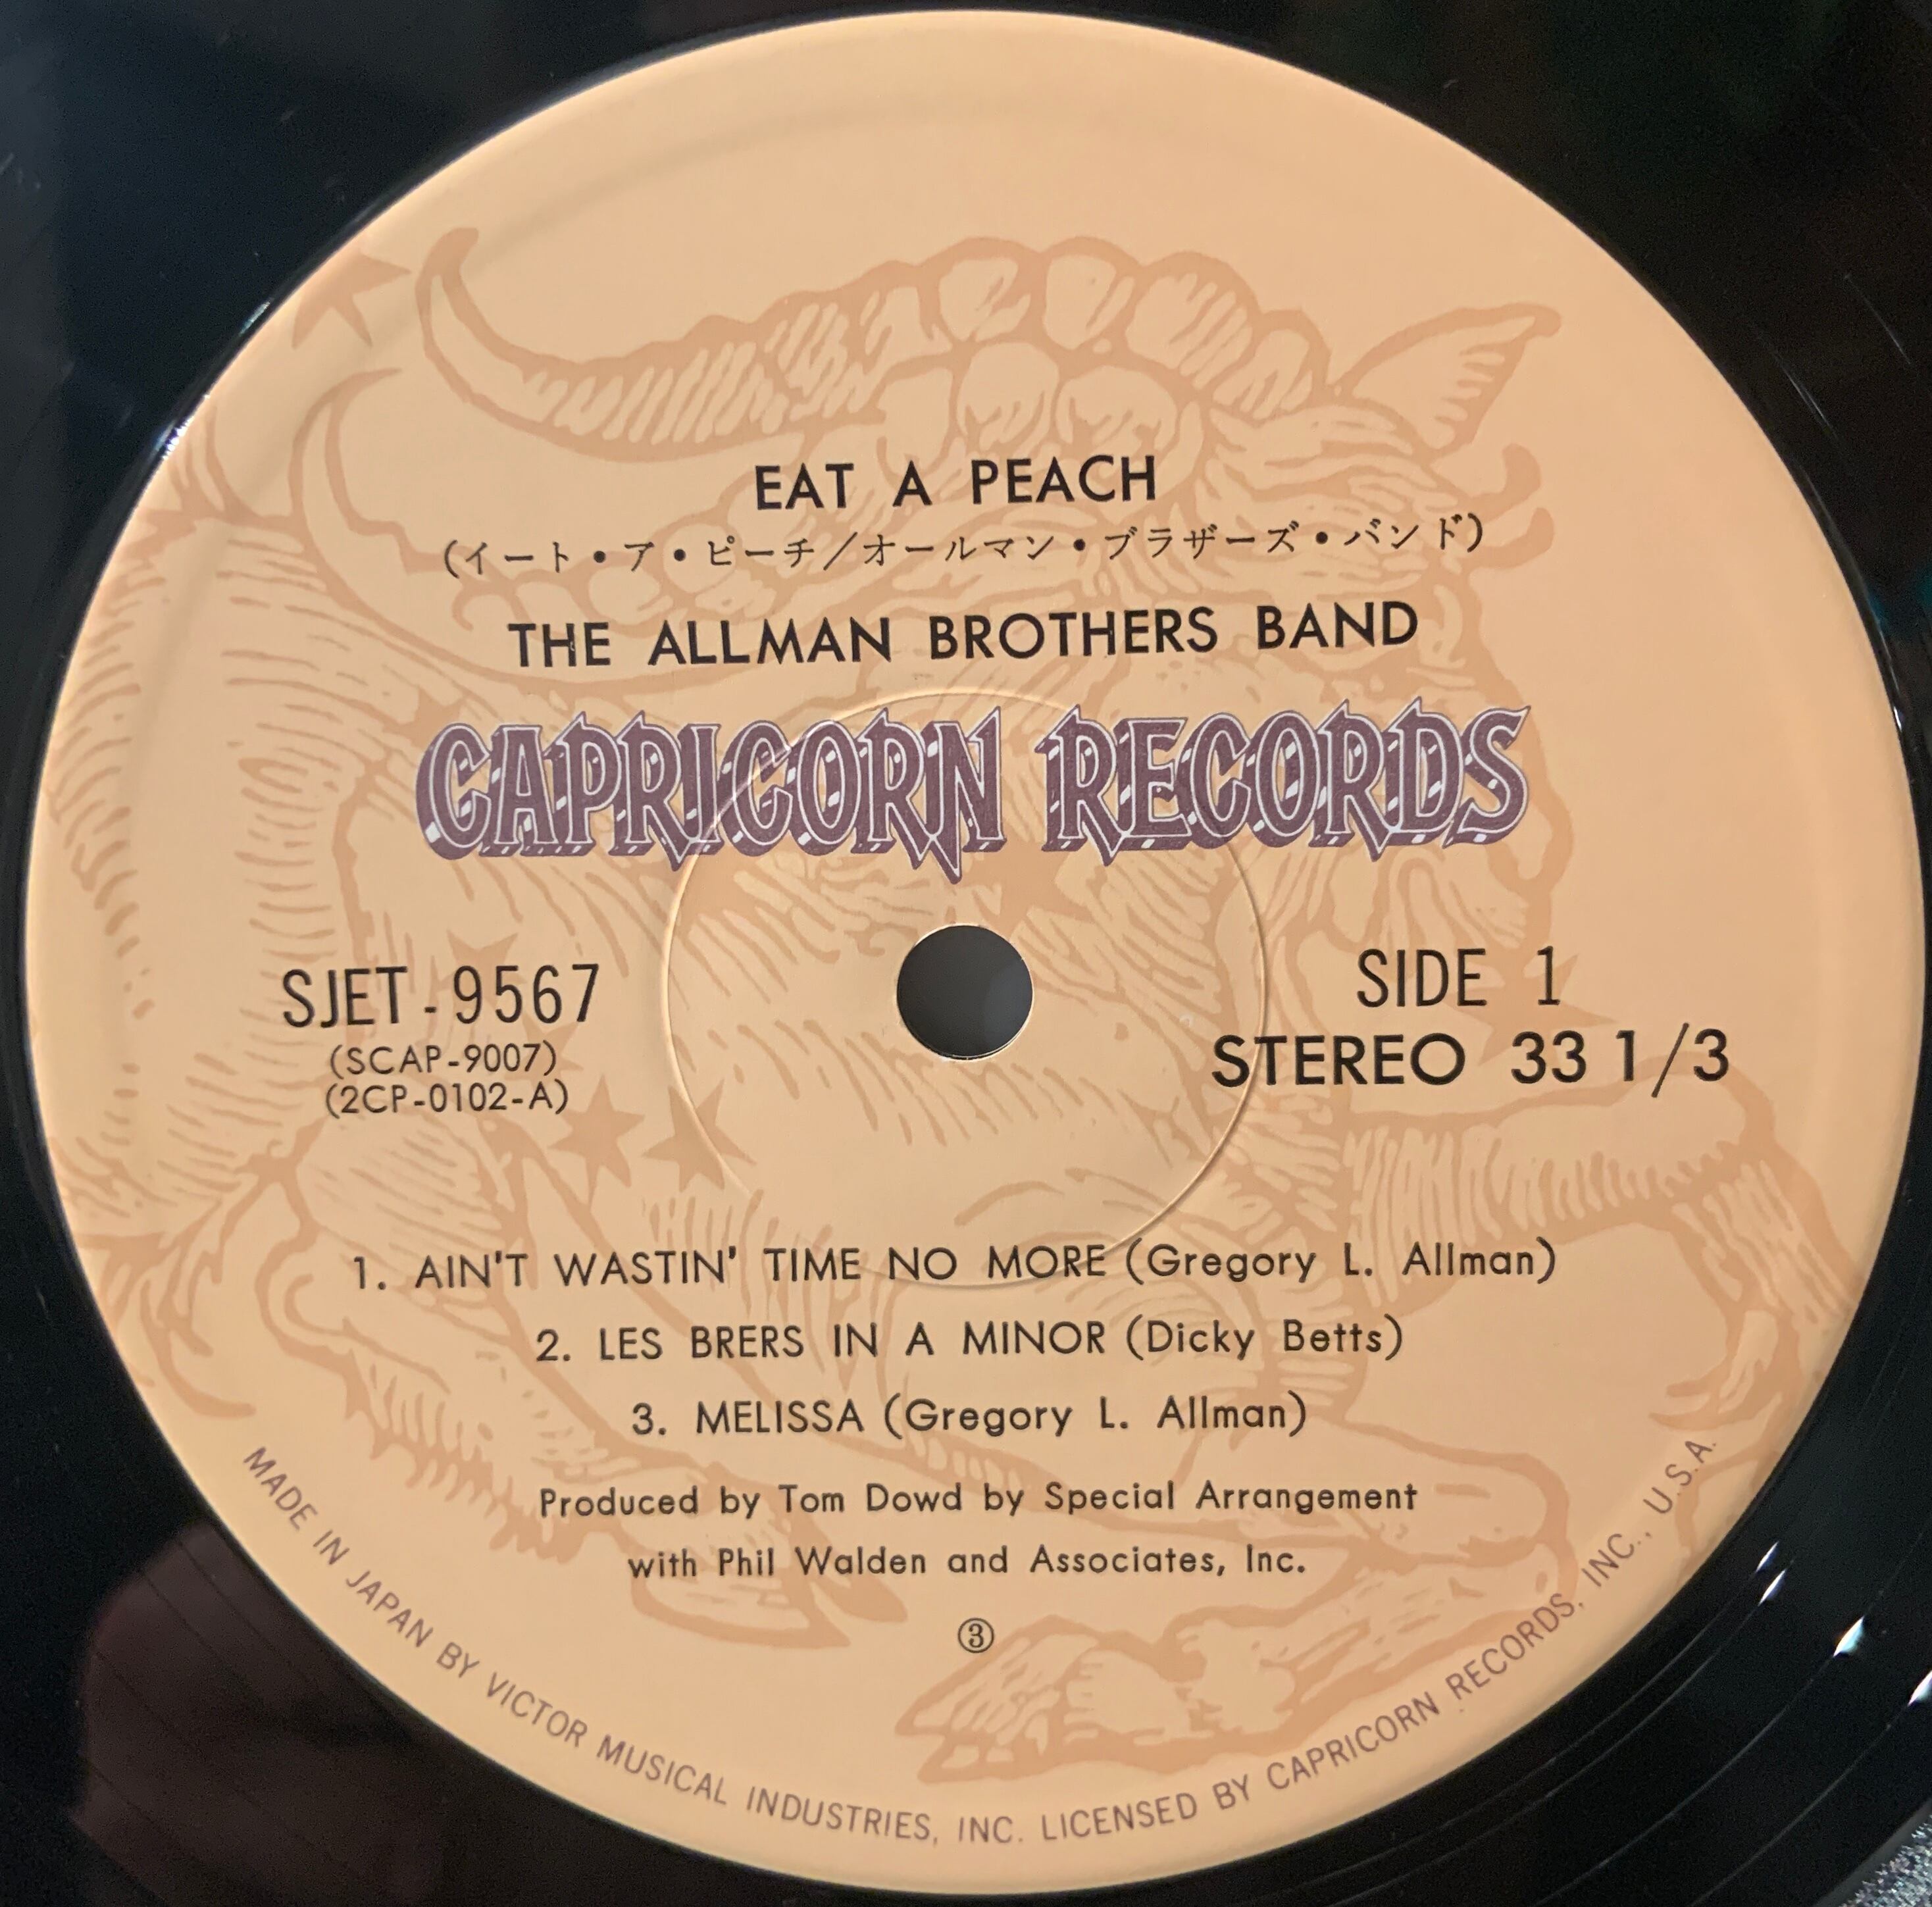 EAT A PEACH
(イート・ア・ピーチ／オールマン・ブラザーズ・バンド)
THE ALLMAN BROTHERS BAND
CAPRICORN RECORDS
SJET-9567
(SCAP-9007)
(2CP-0102-A)
SIDE 1
STEREO 33 1/3
1. AIN'T WASTIN' TIME NO MORE (Gregory L. Allman)
2. LES BRERS IN A MINOR (Dicky Betts)
3. MELISSA (Gregory L. Allman)
Produced by Tom Dowd by Special Arrangement
with Phil Walden and Associates, Inc.
③
MADE IN JAPAN BY VICTOR MUSICAL INDUSTRIES, INC. LICENSED BY CAPRICORN RECORDS, INC., U.S.A.